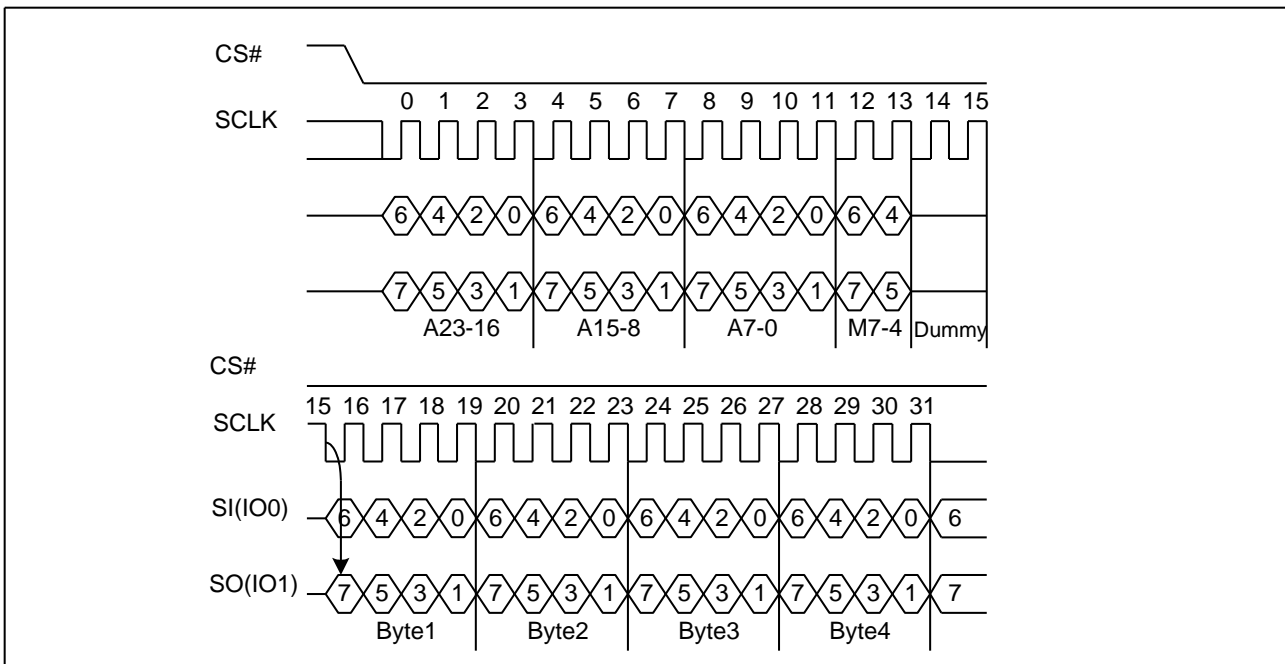 CS#
0 1 2 3 4 5 6 7 8 9 10 11 12 13 14 15
SCLK
6 4 2 0 6 4 2 0 6 4 2 0 6 4
7 5 3 1 7 5 3 1 7 5 3 1 7 5
A23-16 A15-8 A7-0 M7-4 Dummy
CS#
15 16 17 18 19 20 21 22 23 24 25 26 27 28 29 30 31
SCLK
SI(IO0) 6 4 2 0 6 4 2 0 6 4 2 0 6 4 2 0 6
SO(IO1) 7 5 3 1 7 5 3 1 7 5 3 1 7 5 3 1 7
Byte1 Byte2 Byte3 Byte4